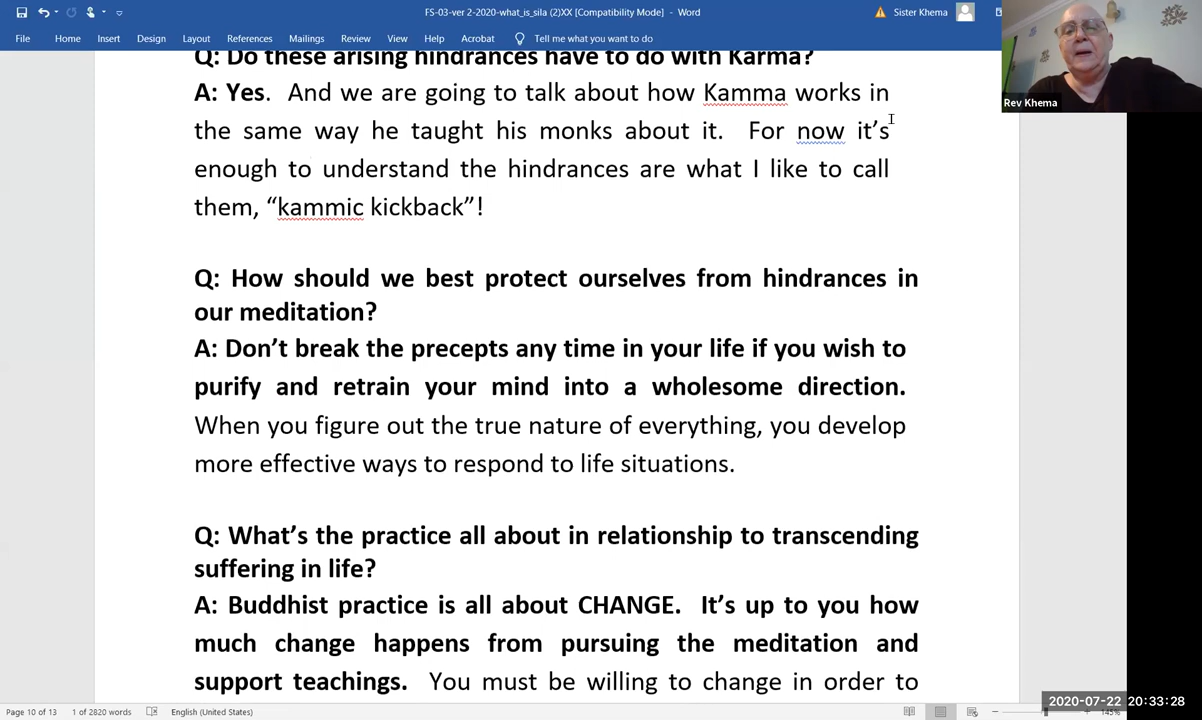 FS-03-ver 2-2020-what_is_sila (2)XX [Compatibility Mode] - Word
Sister Khema
File Home Insert Design Layout References Mailings Review View Help Acrobat Tell me what you want to do
Rev Khema
Q: Do these arising hindrances have to do with Karma?
A: Yes. And we are going to talk about how Kamma works in
the same way he taught his monks about it. For now it's
enough to understand the hindrances are what I like to call
them, “kammic kickback”!
Q: How should we best protect ourselves from hindrances in
our meditation?
A: Don’t break the precepts any time in your life if you wish to
purify and retrain your mind into a wholesome direction.
When you figure out the true nature of everything, you develop
more effective ways to respond to life situations.
Q: What’s the practice all about in relationship to transcending
suffering in life?
A: Buddhist practice is all about CHANGE. It’s up to you how
much change happens from pursuing the meditation and
support teachings. You must be willing to change in order to
Page 10 of 13 1 of 2820 words English (United States)
2020-07-22 20:33:28
145%